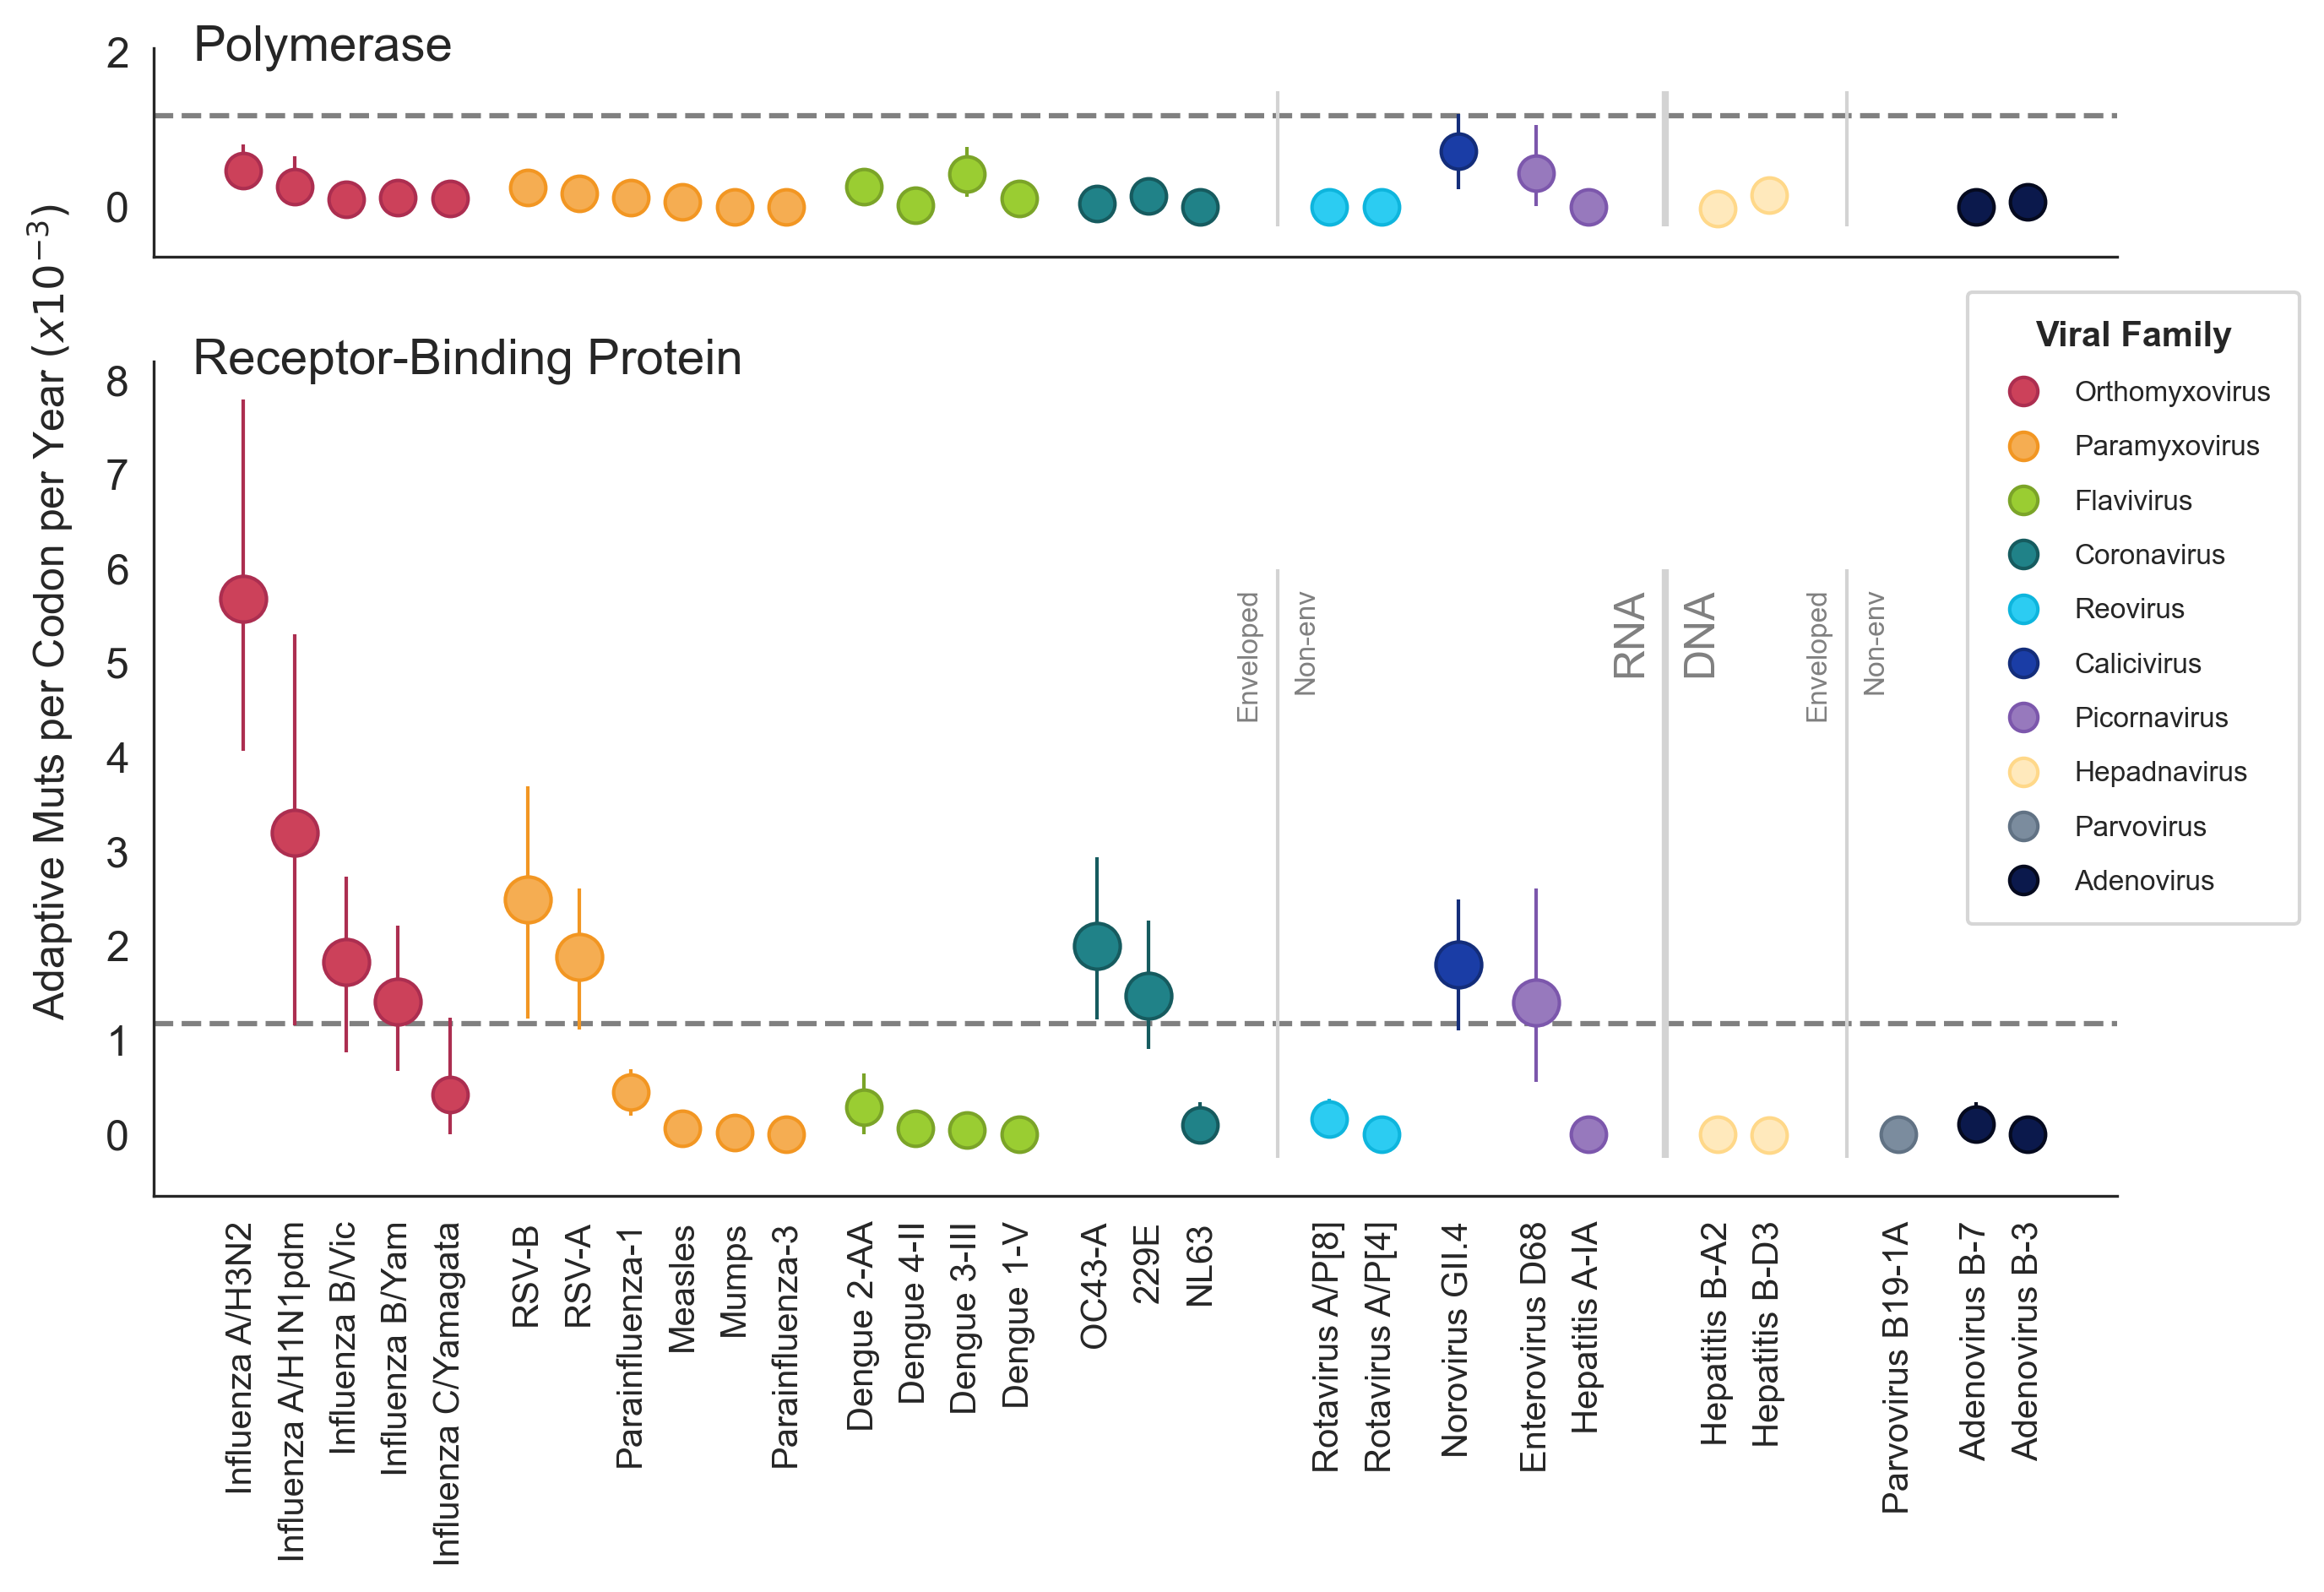 Polymerase
2
0
Adaptive Muts per Codon per Year (x10⁻³)
Receptor-Binding Protein
8
7
6
5
4
3
2
1
0
Enveloped
Non-env
RNA
DNA
Enveloped
Non-env
Viral Family
Orthomyxovirus
Paramyxovirus
Flavivirus
Coronavirus
Reovirus
Calicivirus
Picornavirus
Hepadnavirus
Parvovirus
Adenovirus
Influenza A/H3N2
Influenza A/H1N1pdm
Influenza B/Vic
Influenza B/Yam
Influenza C/Yamagata
RSV-B
RSV-A
Parainfluenza-1
Measles
Mumps
Parainfluenza-3
Dengue 2-AA
Dengue 4-II
Dengue 3-III
Dengue 1-V
OC43-A
229E
NL63
Rotavirus A/P[8]
Rotavirus A/P[4]
Norovirus GII.4
Enterovirus D68
Hepatitis A-IA
Hepatitis B-A2
Hepatitis B-D3
Parvovirus B19-1A
Adenovirus B-7
Adenovirus B-3